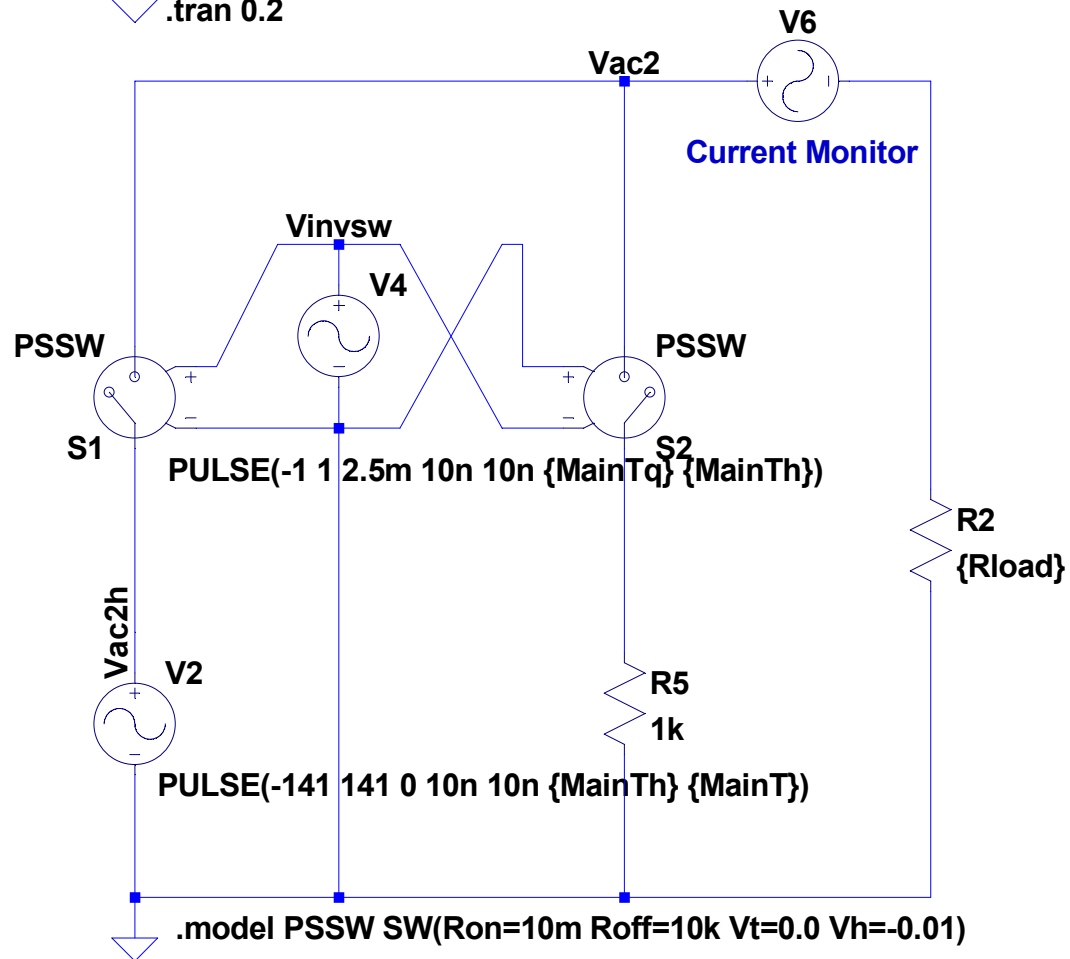 .tran 0.2
V6
Vac2
Current Monitor
Vinvsw
V4
PSSW
PSSW
S1
S2
PULSE(-1 1 2.5m 10n 10n {MainTq} {MainTh})
R2
{Rload}
Vac2h
V2
R5
1k
PULSE(-141 141 0 10n 10n {MainTh} {MainT})
.model PSSW SW(Ron=10m Roff=10k Vt=0.0 Vh=-0.01)